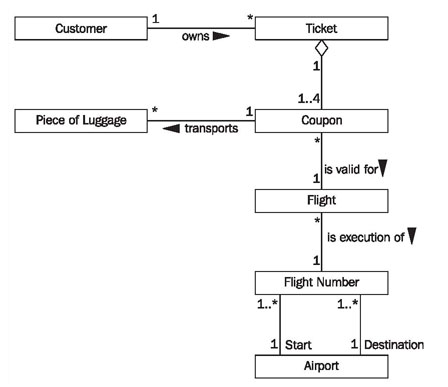 Customer
1
*
Ticket
owns
1
1..4
Piece of Luggage
*
1
Coupon
transports
*
is valid for
1
Flight
*
is execution of
1
Flight Number
1..*
1..*
1
Start
1
Destination
Airport